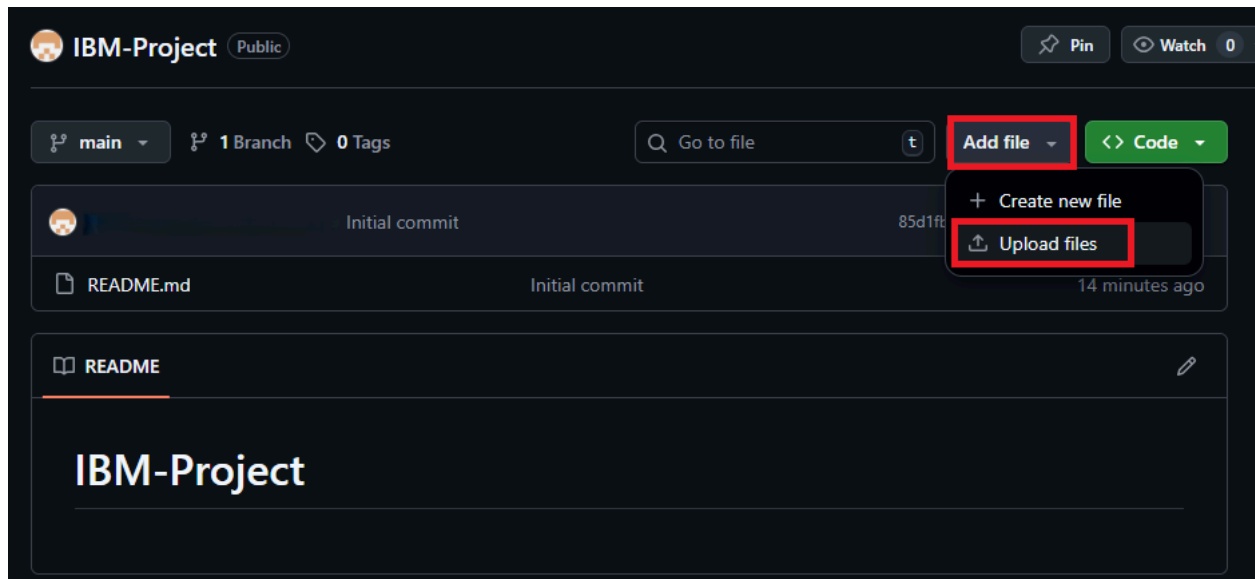 IBM-Project Public Pin Watch 0
main 1 Branch 0 Tags Go to file t Add file <> Code
Create new file
Initial commit 85d1fb
Upload files
README.md Initial commit 14 minutes ago
README
IBM-Project